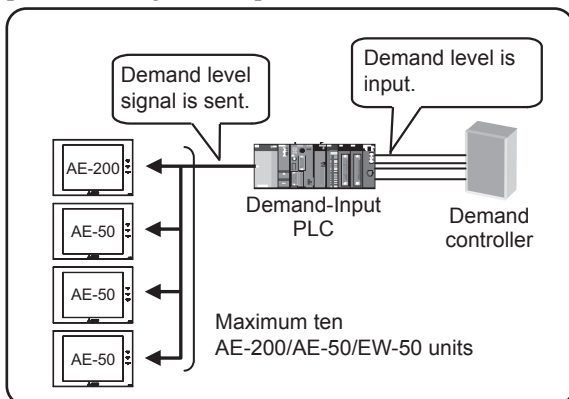 Demand level
signal is sent.
Demand level is
input.
AE-200
AE-50
AE-50
AE-50
Demand-Input
PLC
Demand
controller
Maximum ten
AE-200/AE-50/EW-50 units